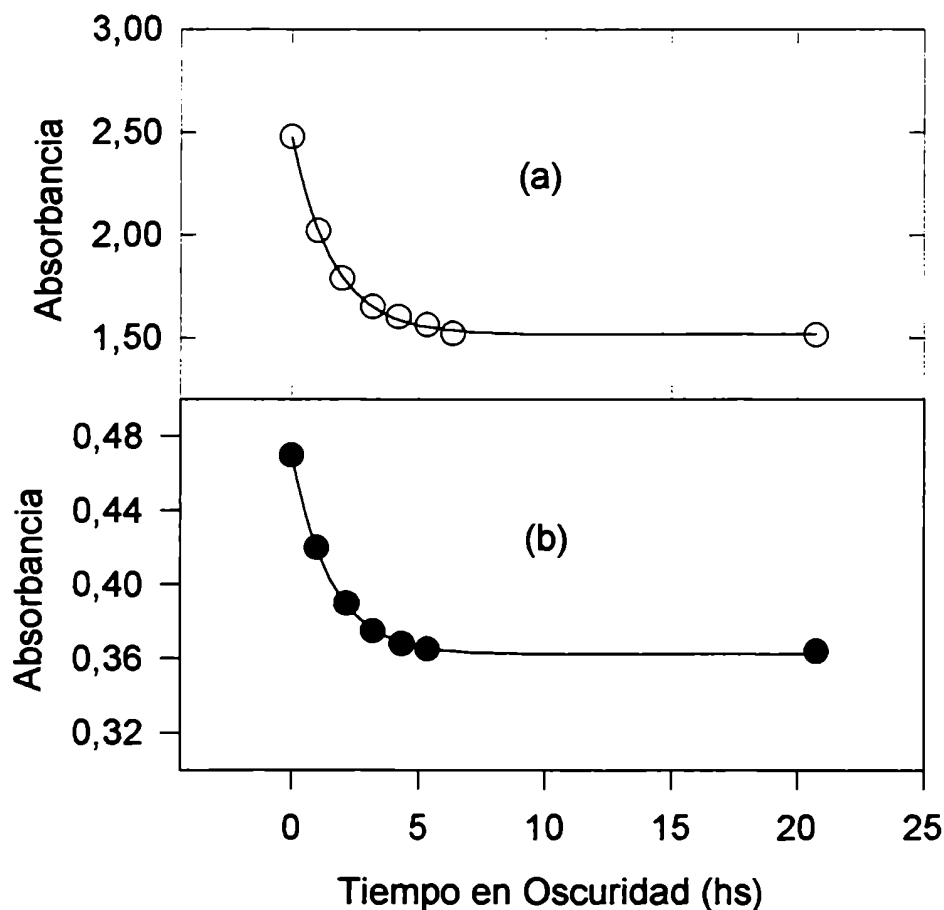 3,00
2,50
2,00
1,50
Absorbancia
(a)
0,48
0,44
0,40
0,36
0,32
Absorbancia
(b)
0 5 10 15 20 25
Tiempo en Oscuridad (hs)